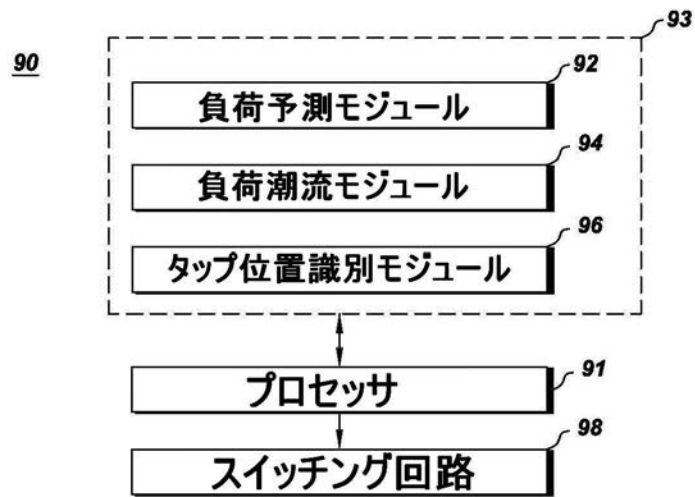 93
90
92
負荷予測モジュール
94
負荷潮流モジュール
96
タップ位置識別モジュール
91
プロセッサ
98
スイッチング回路